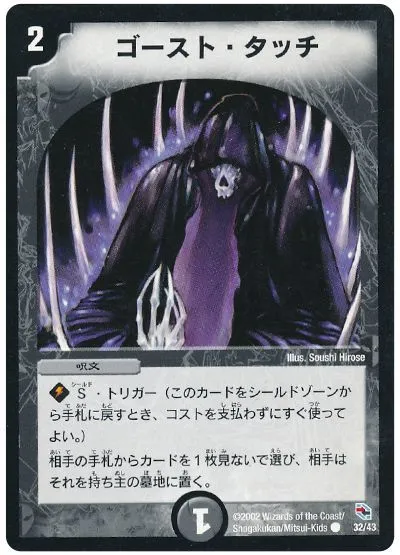 2
ゴースト・タッチ
Illus. Soushi Hirose
呪文
S・トリガー（このカードをシールドゾーンか
ら手札に戻すとき、コストを支払わずにすぐ使って
よい。）
相手の手札からカードを1枚見ないで選び、相手は
それを持ち主の墓地に置く。
1
©2002 Wizards of the Coast/
Shogakukan/Mitsui-Kids
32/43